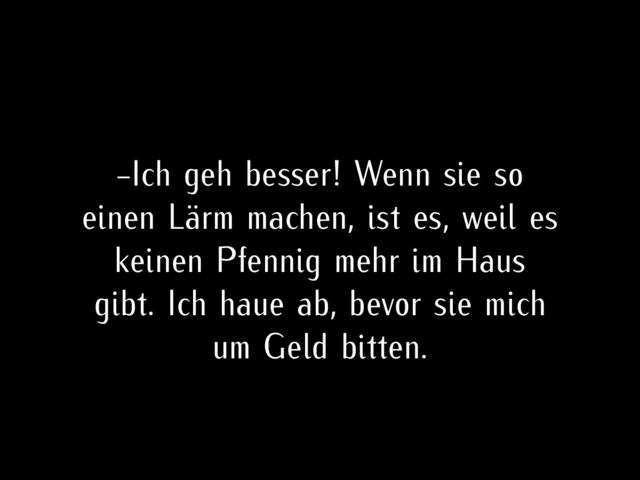 –Ich geh besser! Wenn sie so
einen Lärm machen, ist es, weil es
keinen Pfennig mehr im Haus
gibt. Ich haue ab, bevor sie mich
um Geld bitten.